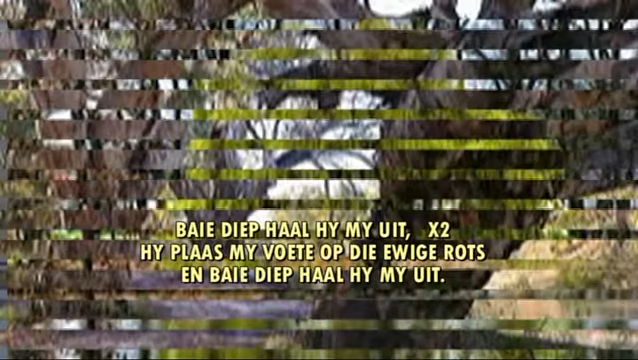 BAIE DIEP HAAL HY MY UIT, X2
HY PLAAS MY VOETE OP DIE EWIGE ROTS
EN BAIE DIEP HAAL HY MY UIT.